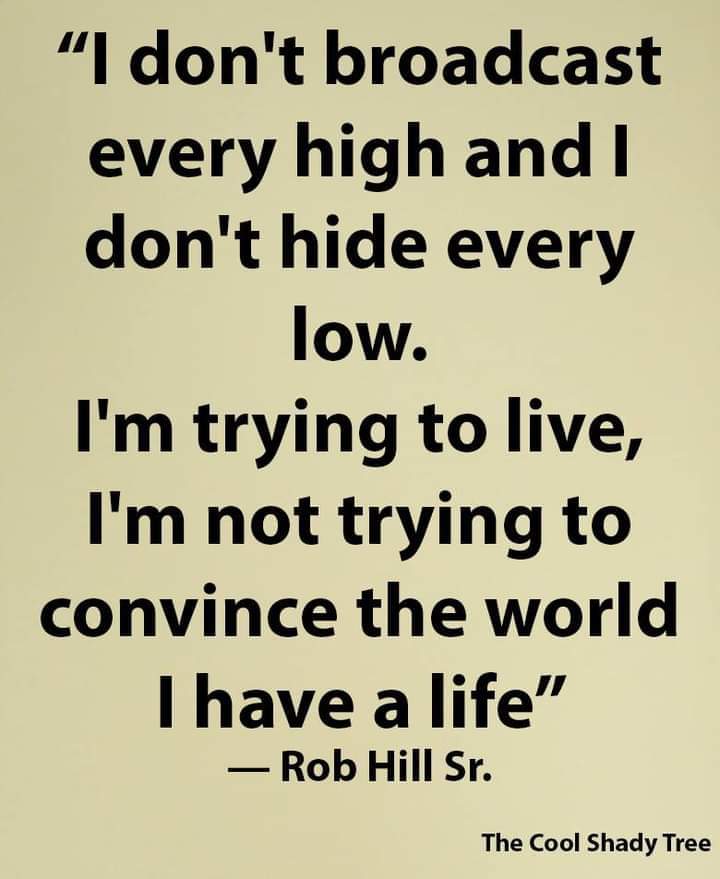 “I don't broadcast
every high and I
don't hide every
low.
I'm trying to live,
I'm not trying to
convince the world
I have a life”
— Rob Hill Sr.
The Cool Shady Tree